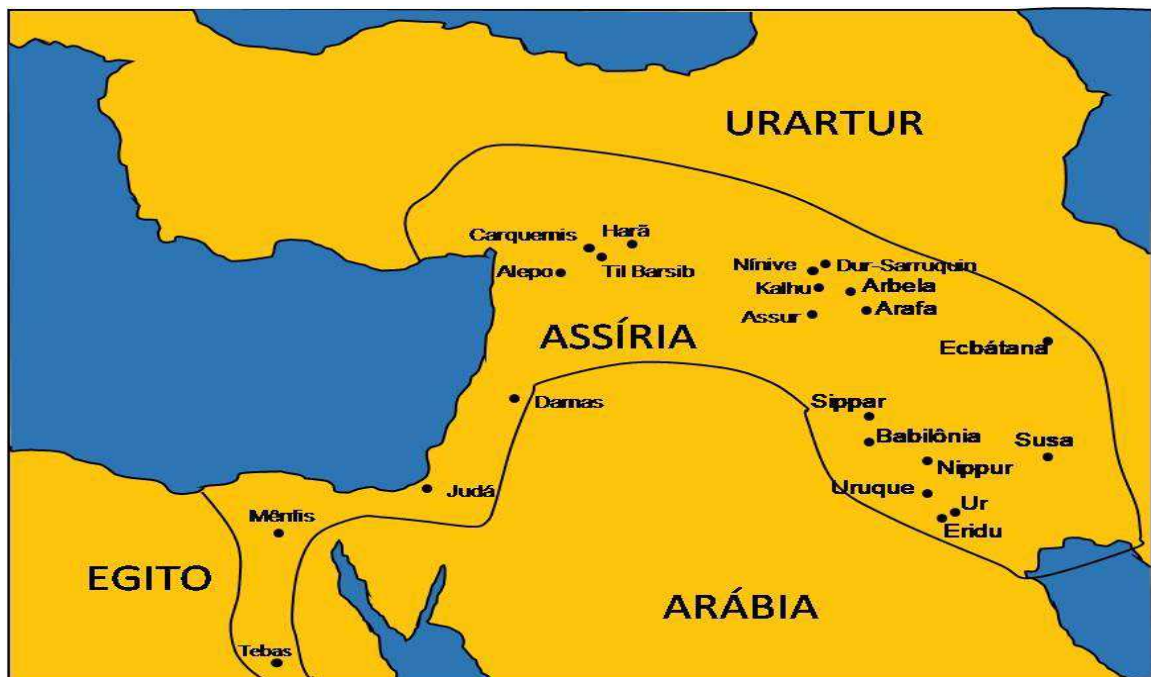 URARTUR
Carquemis
Harã
Alepo
Til Barsib
Nínive
Dur-Sarruquin
Kalhu
Arbela
Assur
Arafa
ASSÍRIA
Ecbátana
Damas
Sippar
Babilônia
Susa
Nippur
Judá
Uruque
Ur
Eridu
Mênfis
EGITO
ARÁBIA
Tebas